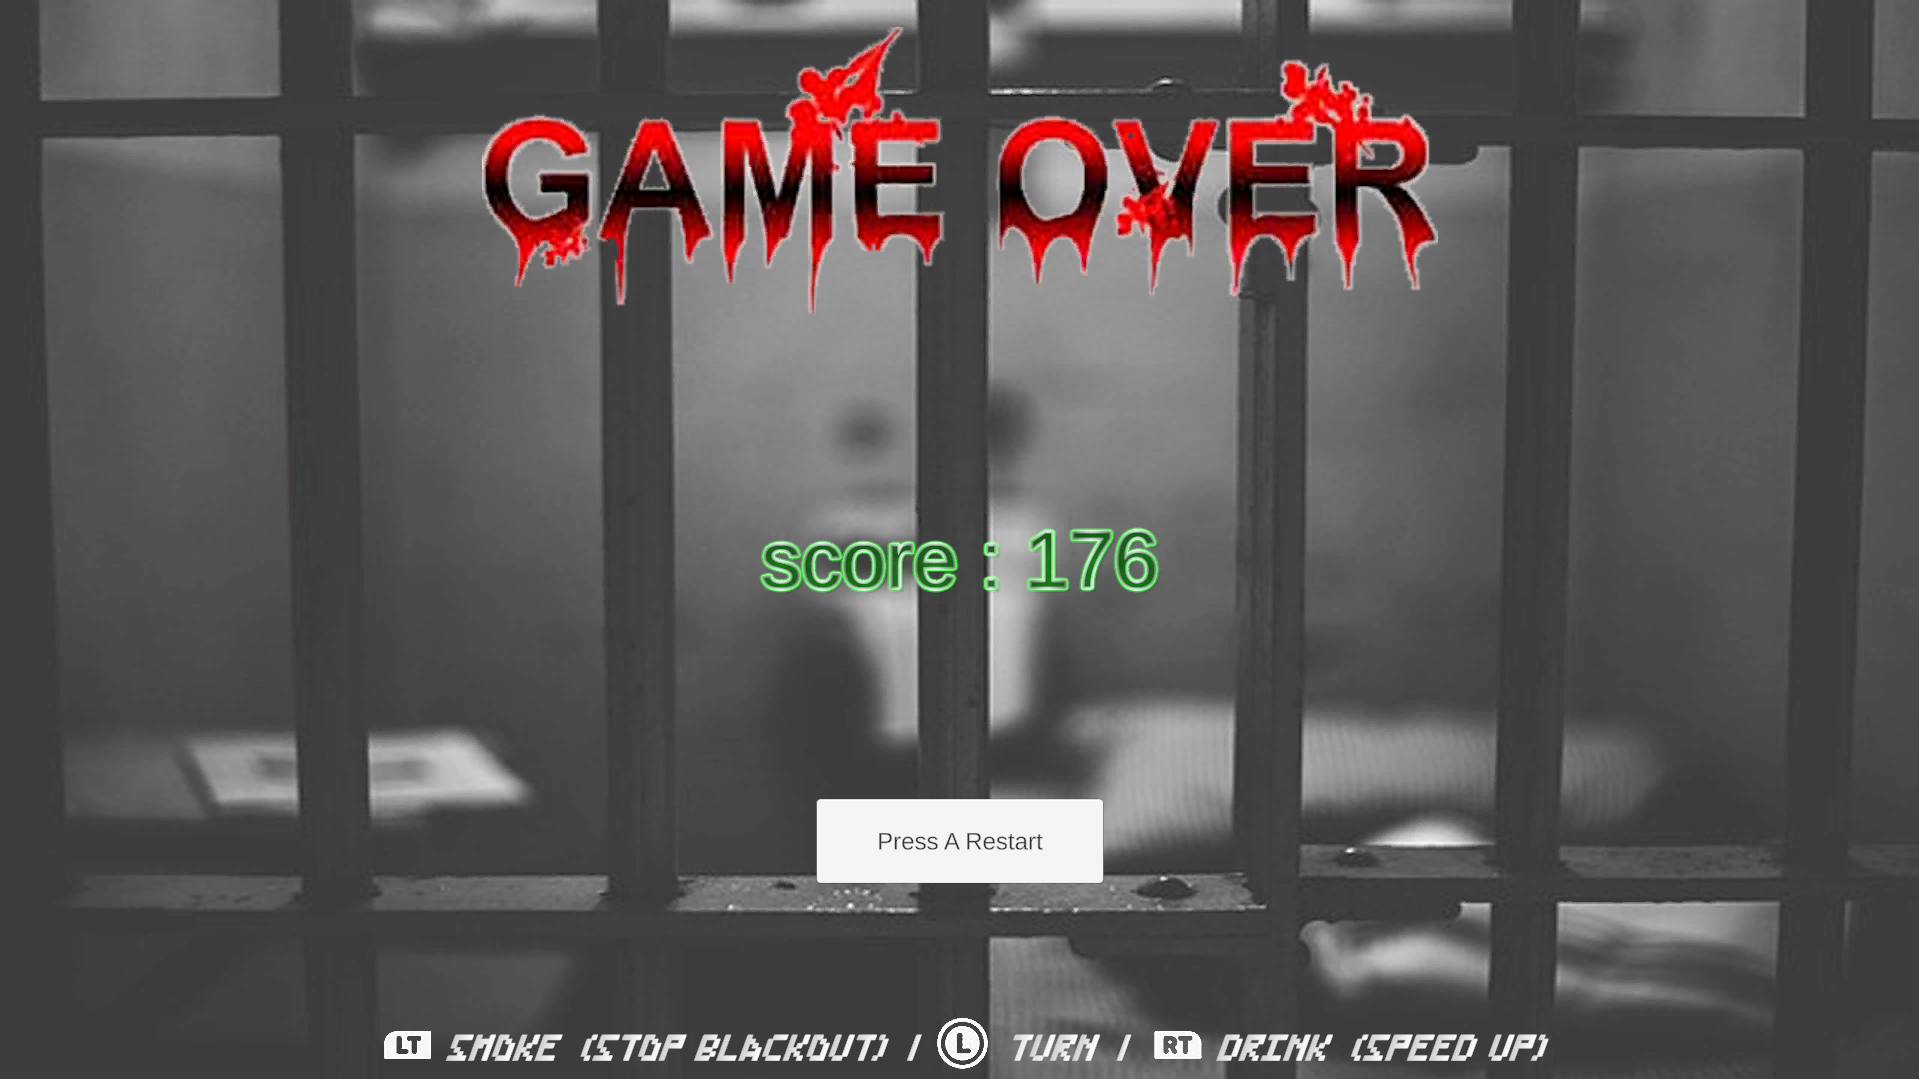 GAME OVER
score : 176
Press A Restart
LT SMOKE (STOP BLACKOUT) / L TURN / RT DRINK (SPEED UP)